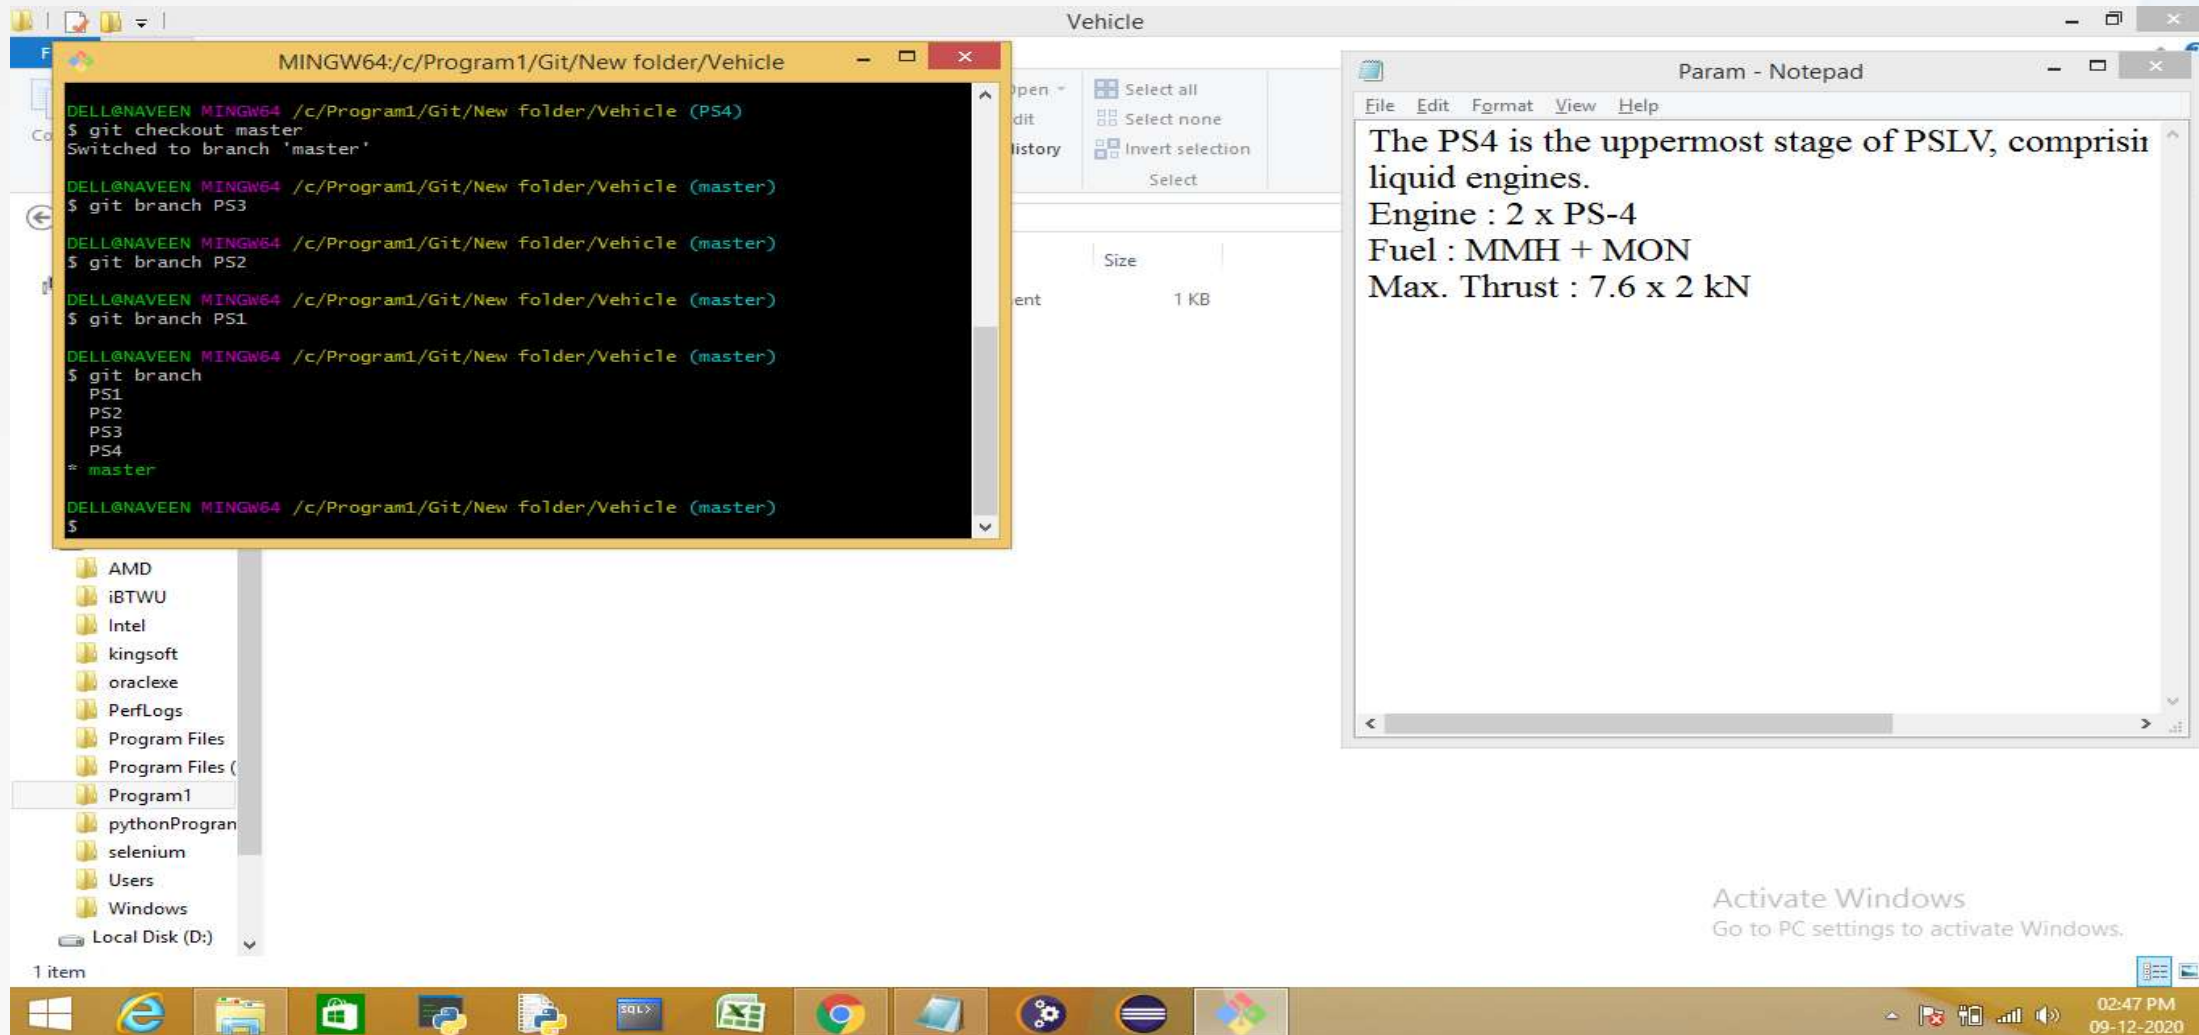 Vehicle
MINGW64:/c/Program1/Git/New folder/Vehicle
DELL@NAVEEN MINGW64 /c/Program1/Git/New folder/Vehicle (PS4)
$ git checkout master
Switched to branch 'master'
DELL@NAVEEN MINGW64 /c/Program1/Git/New folder/Vehicle (master)
$ git branch PS3
DELL@NAVEEN MINGW64 /c/Program1/Git/New folder/Vehicle (master)
$ git branch PS2
DELL@NAVEEN MINGW64 /c/Program1/Git/New folder/Vehicle (master)
$ git branch PS1
DELL@NAVEEN MINGW64 /c/Program1/Git/New folder/Vehicle (master)
$ git branch
PS1
PS2
PS3
PS4
* master
DELL@NAVEEN MINGW64 /c/Program1/Git/New folder/Vehicle (master)
$
Select all
Select none
Invert selection
Select
Size
1 KB
Param - Notepad
File Edit Format View Help
The PS4 is the uppermost stage of PSLV,
liquid engines.
Engine : 2 x PS-4
Fuel : MMH + MON
Max. Thrust : 7.6 x 2 kN
AMD
iBTWU
Intel
kingsoft
oraclexe
PerfLogs
Program Files
Program Files (
Program1
pythonProgran
selenium
Users
Windows
Local Disk (D:)
1 item
Activate Windows
Go to PC settings to activate Windows.
SQL>
02:47 PM
09-12-2020